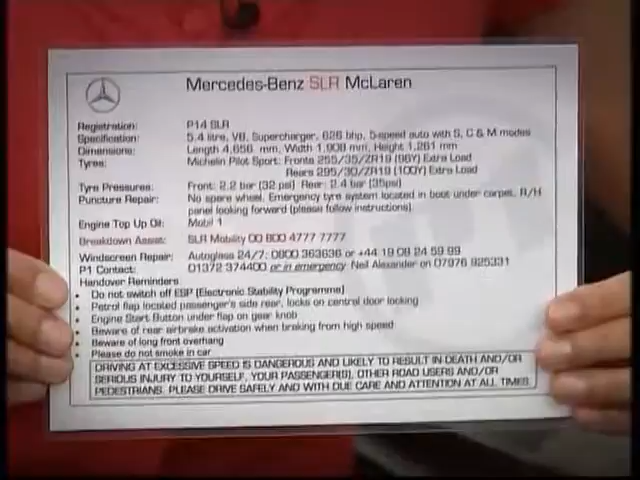 Mercedes-Benz SLR McLaren
Registration: P14 SLR
Specification: 5.4 litre, V8, Supercharger, 626 bhp, 5-speed auto with S, C & M modes
Dimensions: Length 4,656 mm, Width 1,908 mm, Height 1,261 mm
Tyres: Michelin Pilot Sport: Fronts 255/35/ZR19 (96Y) Extra Load
Rears 295/30/ZR19 (100Y) Extra Load
Tyre Pressures: Front: 2.2 bar (32 psi) Rear: 2.4 bar (35psi)
Puncture Repair: No spare wheel. Emergency tyre system located in boot under carpet, R/H
panel looking forward (please follow instructions).
Engine Top Up Oil: Mobil 1
Breakdown Assist: SLR Mobility 00 800 4777 7777
Windscreen Repair: Autoglass 24/7: 0800 363636 or +44 19 08 24 59 99
P1 Contact: 01372 374400 or in emergency Neil Alexander on 07976 925331
Handover Reminders
• Do not switch off ESP (Electronic Stability Programme)
• Petrol flap located passenger's side rear, locks on central door locking
• Engine Start Button under flap on gear knob
• Beware of rear airbrake activation when braking from high speed
• Beware of long front overhang
• Please do not smoke in car
DRIVING AT EXCESSIVE SPEED IS DANGEROUS AND LIKELY TO RESULT IN DEATH AND/OR
SERIOUS INJURY TO YOURSELF, YOUR PASSENGER(S), OTHER ROAD USERS AND/OR
PEDESTRIANS. PLEASE DRIVE SAFELY AND WITH DUE CARE AND ATTENTION AT ALL TIMES.